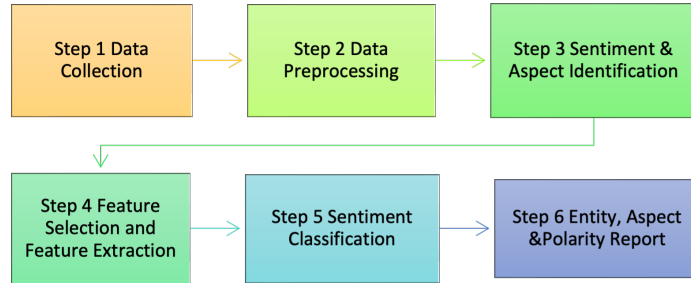 Step 1 Data
Collection
Step 2 Data
Preprocessing
Step 3 Sentiment &
Aspect Identification
Step 4 Feature
Selection and
Feature Extraction
Step 5 Sentiment
Classification
Step 6 Entity, Aspect
&Polarity Report